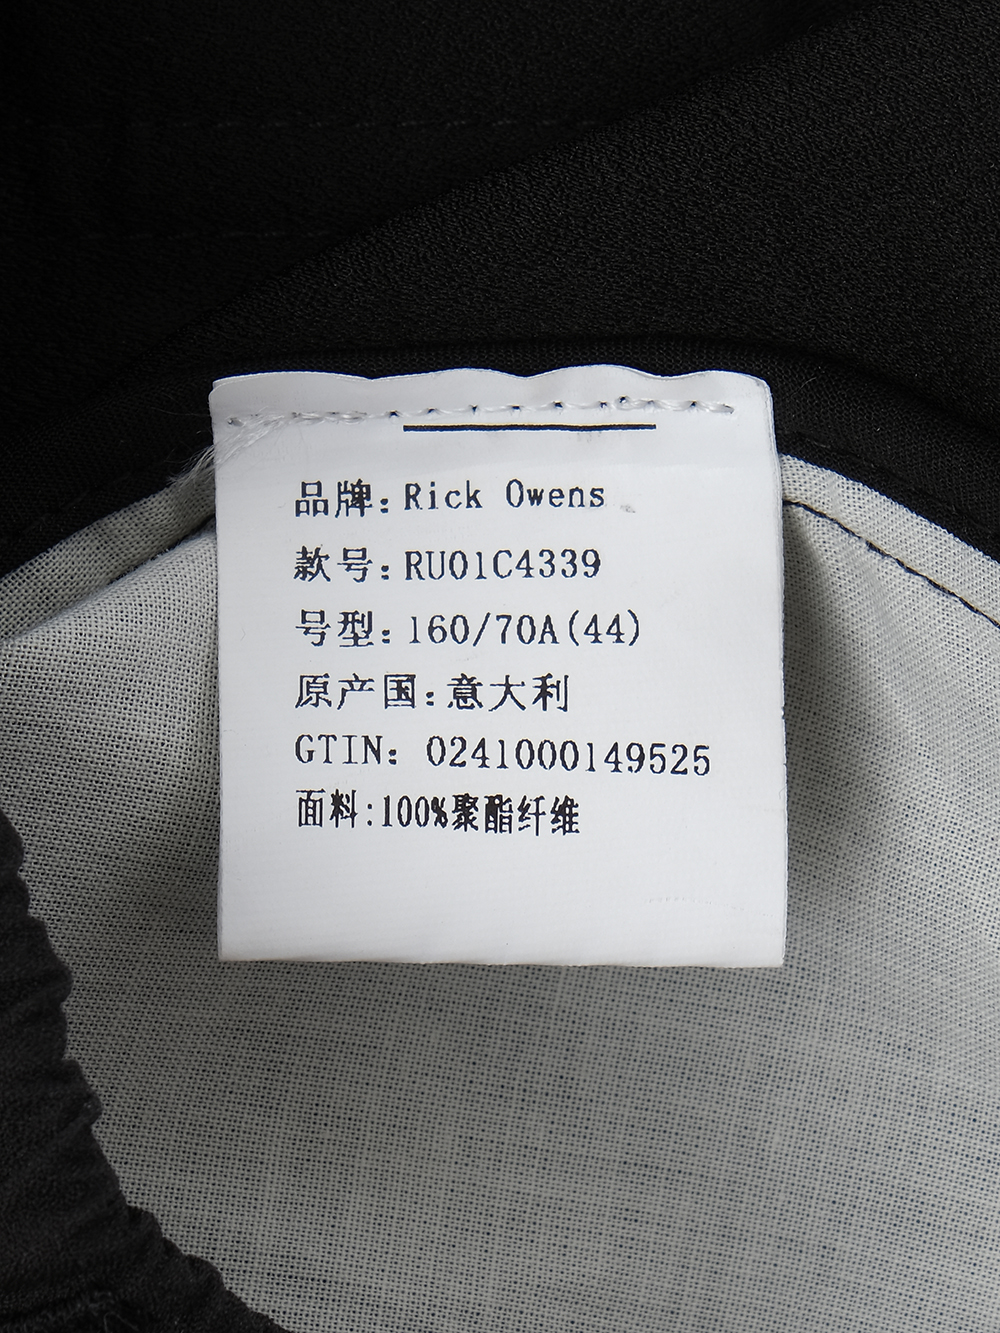 品牌: Rick Owens
款号: RU01C4339
号型: 160/70A(44)
原产国: 意大利
GTIN: 0241000149525
面料:100%聚酯纤维